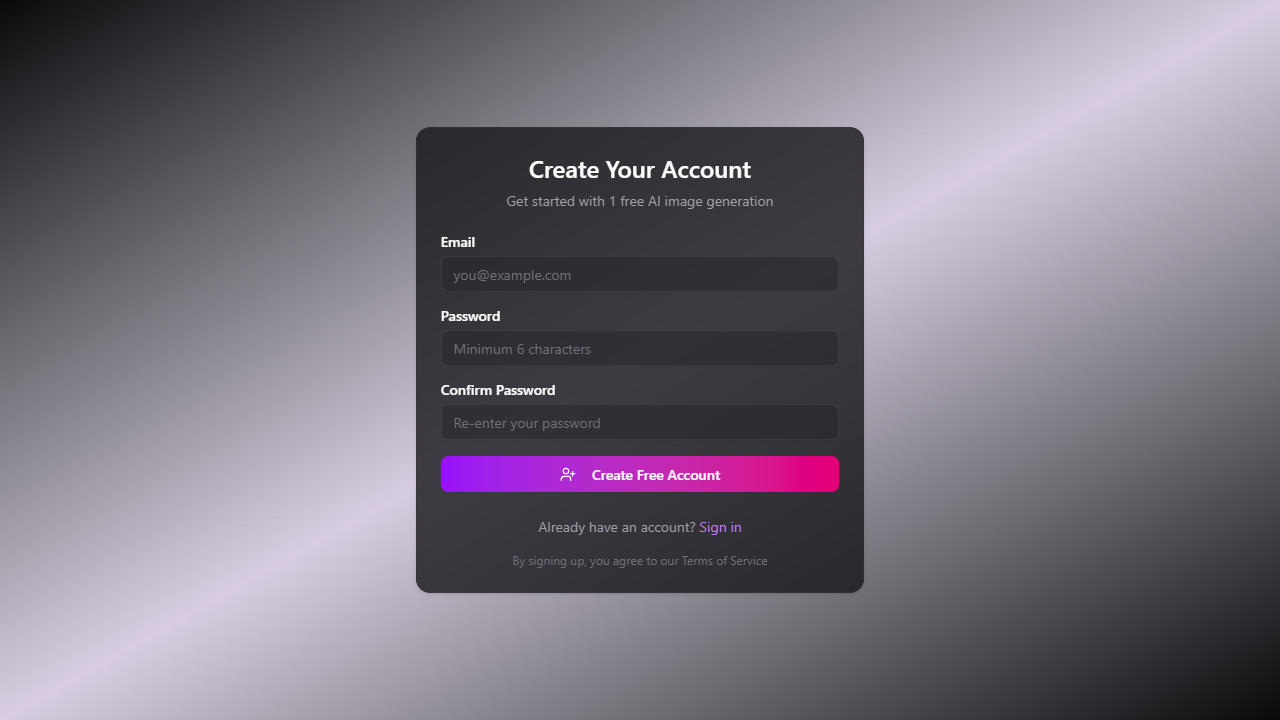 Create Your Account
Get started with 1 free AI image generation
Email
you@example.com
Password
Minimum 6 characters
Confirm Password
Re-enter your password
Create Free Account
Already have an account? Sign in
By signing up, you agree to our Terms of Service